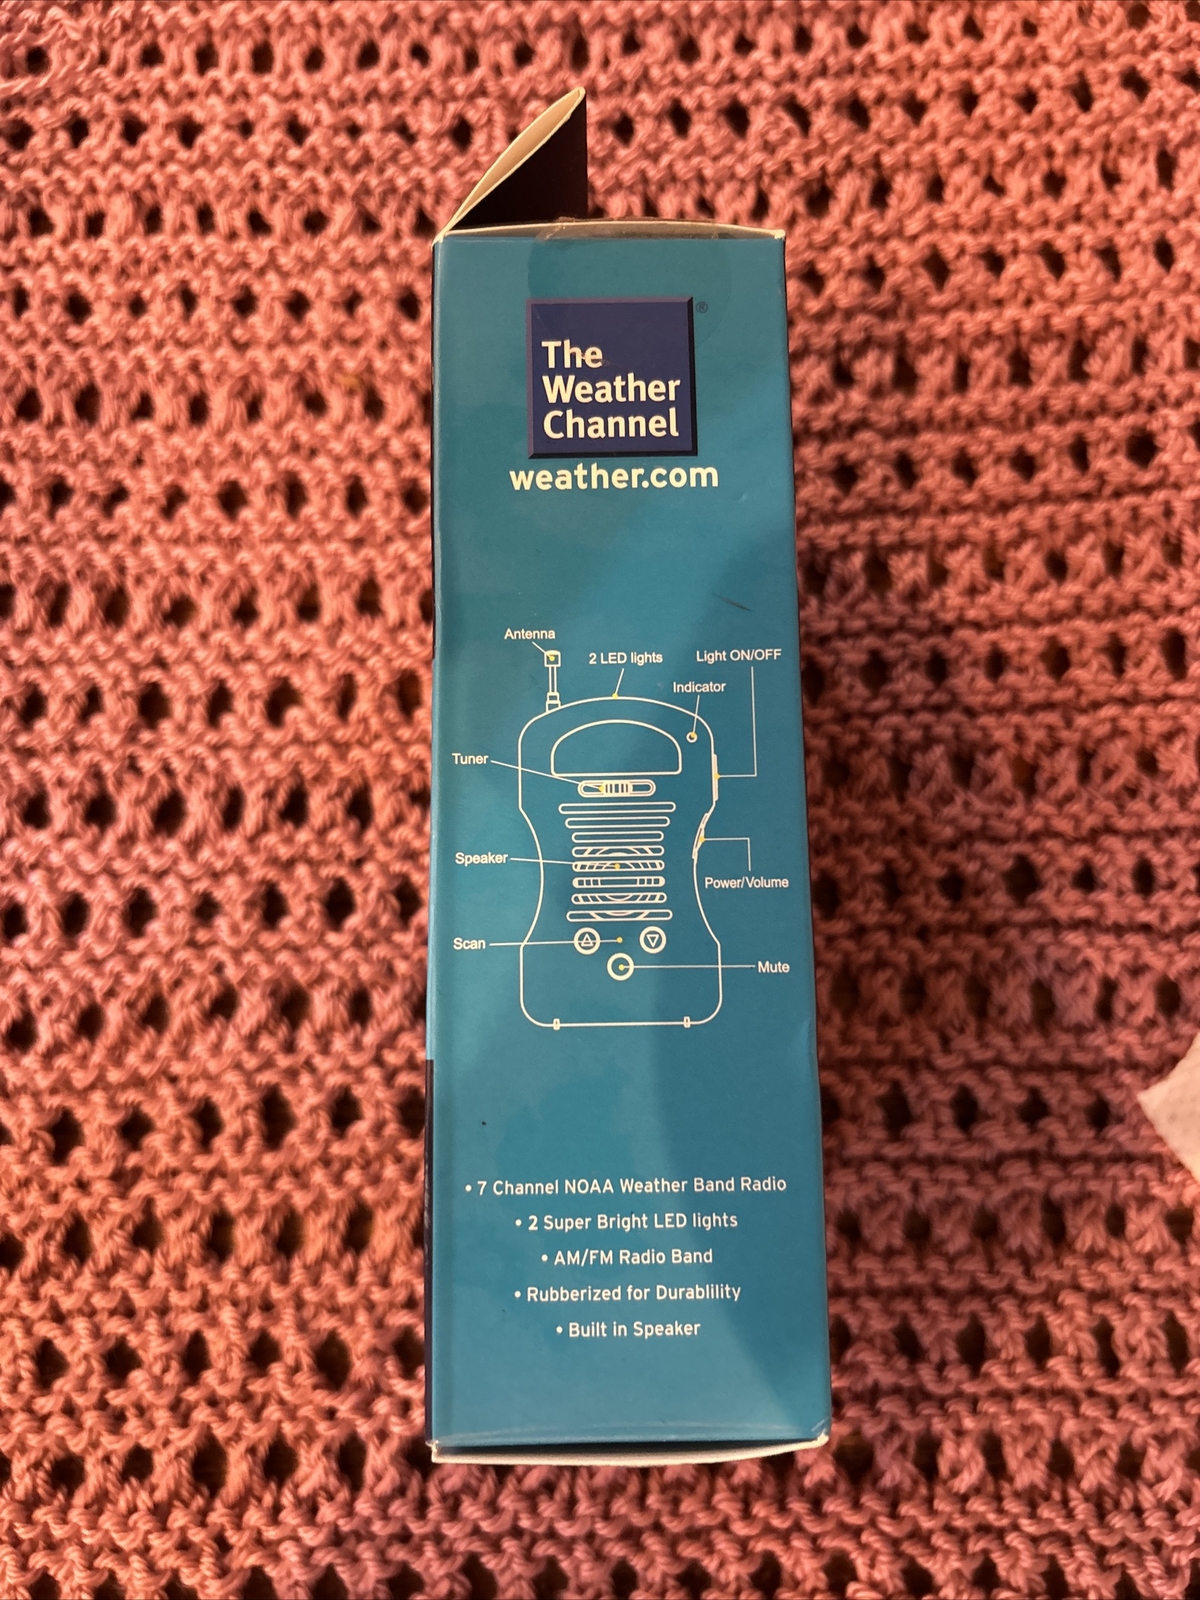 The
Weather
Channel
®
weather.com
Antenna
2 LED lights
Light ON/OFF
Indicator
Tuner
Speaker
Power/Volume
Scan
Mute
• 7 Channel NOAA Weather Band Radio
• 2 Super Bright LED lights
• AM/FM Radio Band
• Rubberized for Durablility
• Built in Speaker